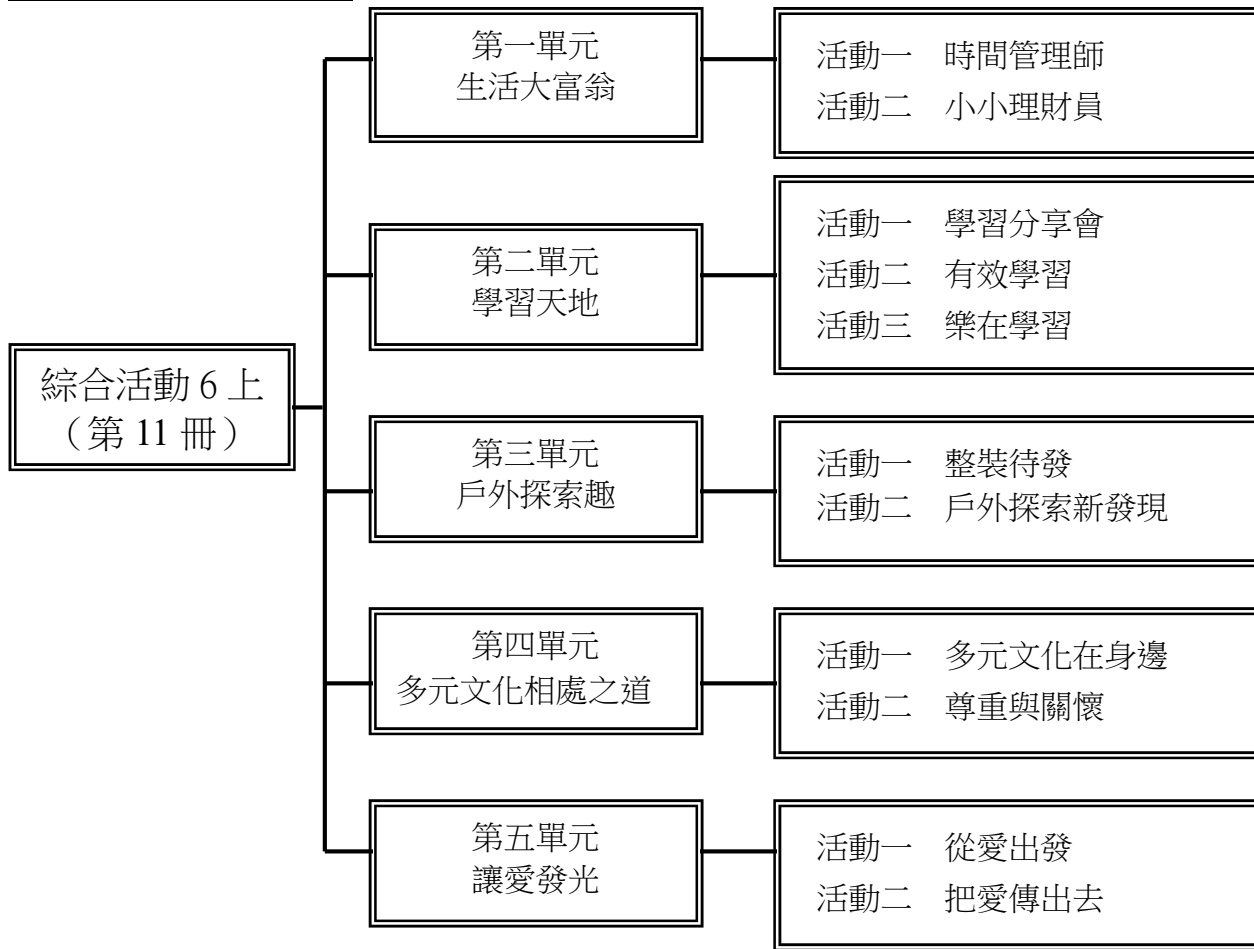 綜合活動 6 上
（第 11 冊）
第一單元
生活大富翁
活動一　時間管理師
活動二　小小理財員
第二單元
學習天地
活動一　學習分享會
活動二　有效學習
活動三　樂在學習
第三單元
戶外探索趣
活動一　整裝待發
活動二　戶外探索新發現
第四單元
多元文化相處之道
活動一　多元文化在身邊
活動二　尊重與關懷
第五單元
讓愛發光
活動一　從愛出發
活動二　把愛傳出去